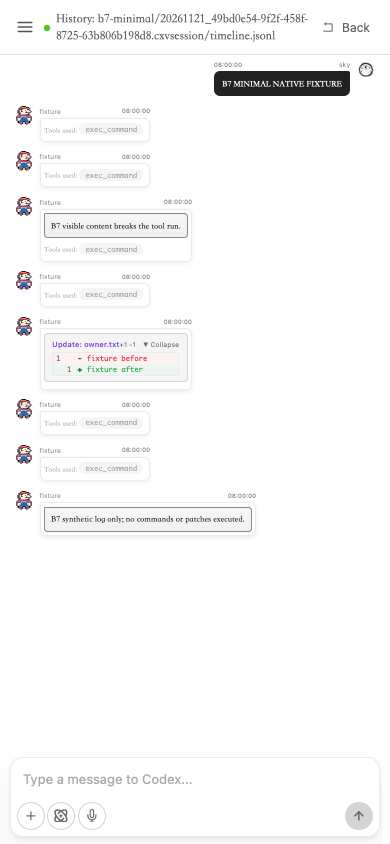 History: b7-minimal/20261121_49bd0e54-9f2f-458f-
8725-63b806b198d8.cxvsession/timeline.jsonl
Back
08:00:00 sky
B7 MINIMAL NATIVE FIXTURE
fixture 08:00:00
Tools used: exec_command
fixture 08:00:00
Tools used: exec_command
fixture 08:00:00
B7 visible content breaks the tool run.
Tools used: exec_command
fixture 08:00:00
Tools used: exec_command
fixture 08:00:00
Update: owner.txt +1 -1 ▼ Collapse
1 - fixture before
1 + fixture after
fixture 08:00:00
Tools used: exec_command
fixture 08:00:00
Tools used: exec_command
fixture 08:00:00
B7 synthetic log only; no commands or patches executed.
Type a message to Codex...